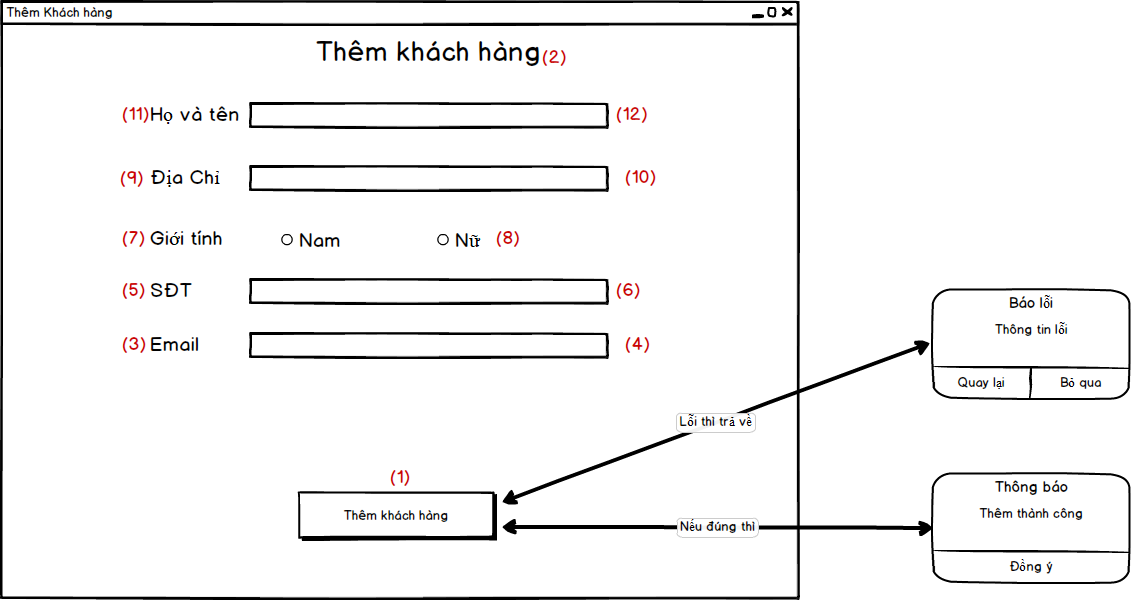 Thêm Khách hàng
Thêm khách hàng(2)
(11)Họ và tên (12)
(9) Địa Chỉ (10)
(7) Giới tính Nam Nữ (8)
(5) SĐT (6)
(3) Email (4)
Báo lỗi
Thông tin lỗi
Quay lại Bỏ qua
Lỗi thì trả về
(1)
Thêm khách hàng
Nếu đúng thì
Thông báo
Thêm thành công
Đồng ý